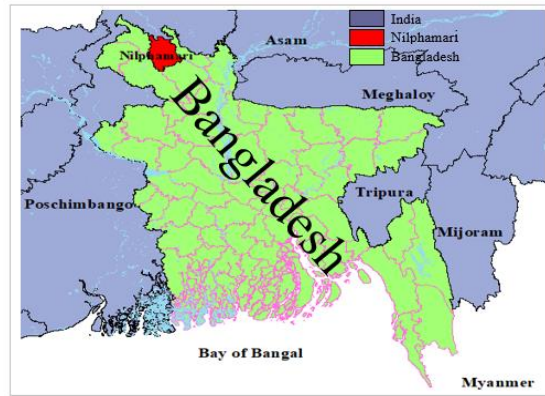 India
Nilphamari
Bangladesh
Asam
Nilphamari
Meghaloy
Bangladesh
Tripura
Poschimbango
Mijoram
Bay of Bangal
Myanmer